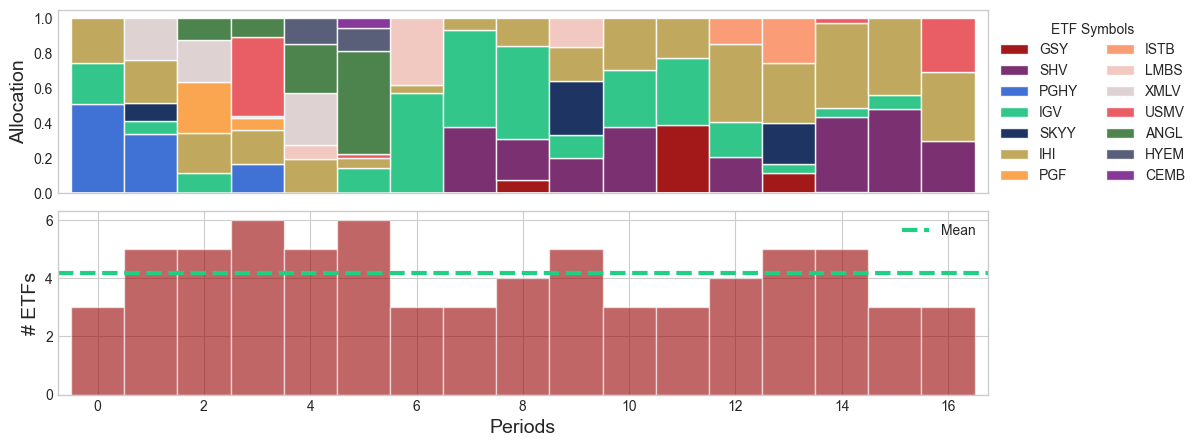 1.0
0.8
0.6
0.4
0.2
0.0
Allocation
ETF Symbols
GSY
SHV
PGHY
IGV
SKYY
IHI
PGF
ISTB
LMBS
XMLV
USMV
ANGL
HYEM
CEMB
6
4
2
0
# ETFs
Mean
0 2 4 6 8 10 12 14 16
Periods